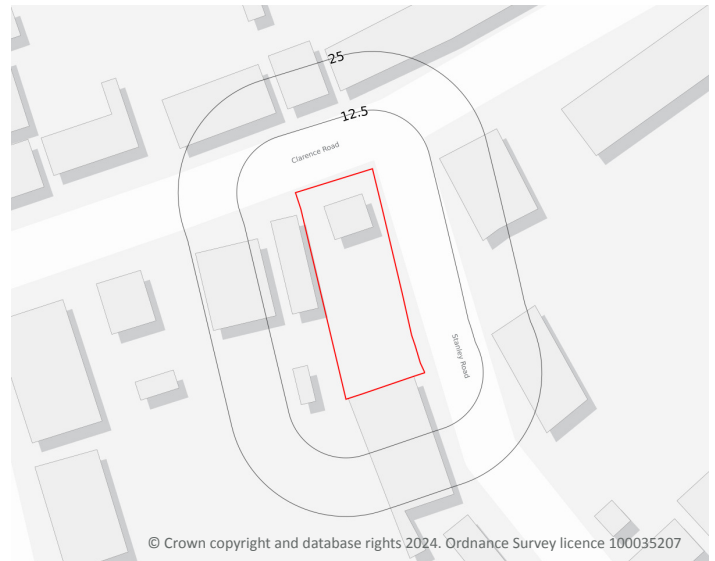 25
12.5
Clarence Road
Stanley Road
© Crown copyright and database rights 2024. Ordnance Survey licence 100035207